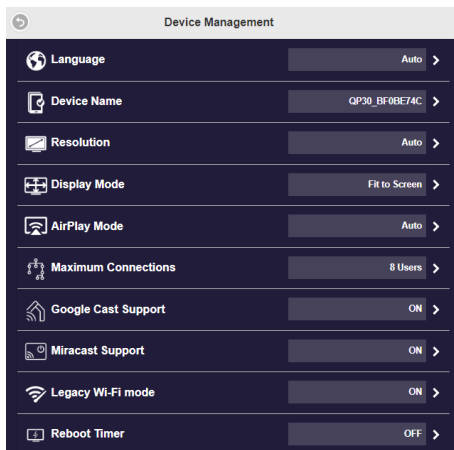 Device Management
Language Auto
Device Name QP30_BF0BE74C
Resolution Auto
Display Mode Fit to Screen
AirPlay Mode Auto
Maximum Connections 8 Users
Google Cast Support ON
Miracast Support ON
Legacy Wi-Fi mode ON
Reboot Timer OFF